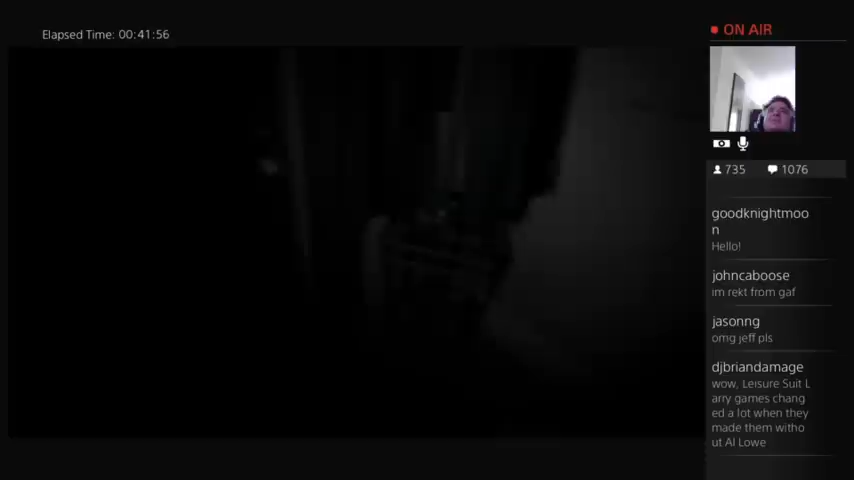 Elapsed Time: 00:41:56
ON AIR
735 1076
goodknightmoo
n
Hello!
johncaboose
im rekt from gaf
jasonng
omg jeff pls
djbriandamage
wow, Leisure Suit L
arry games chang
ed a lot when they
made them witho
ut Al Lowe